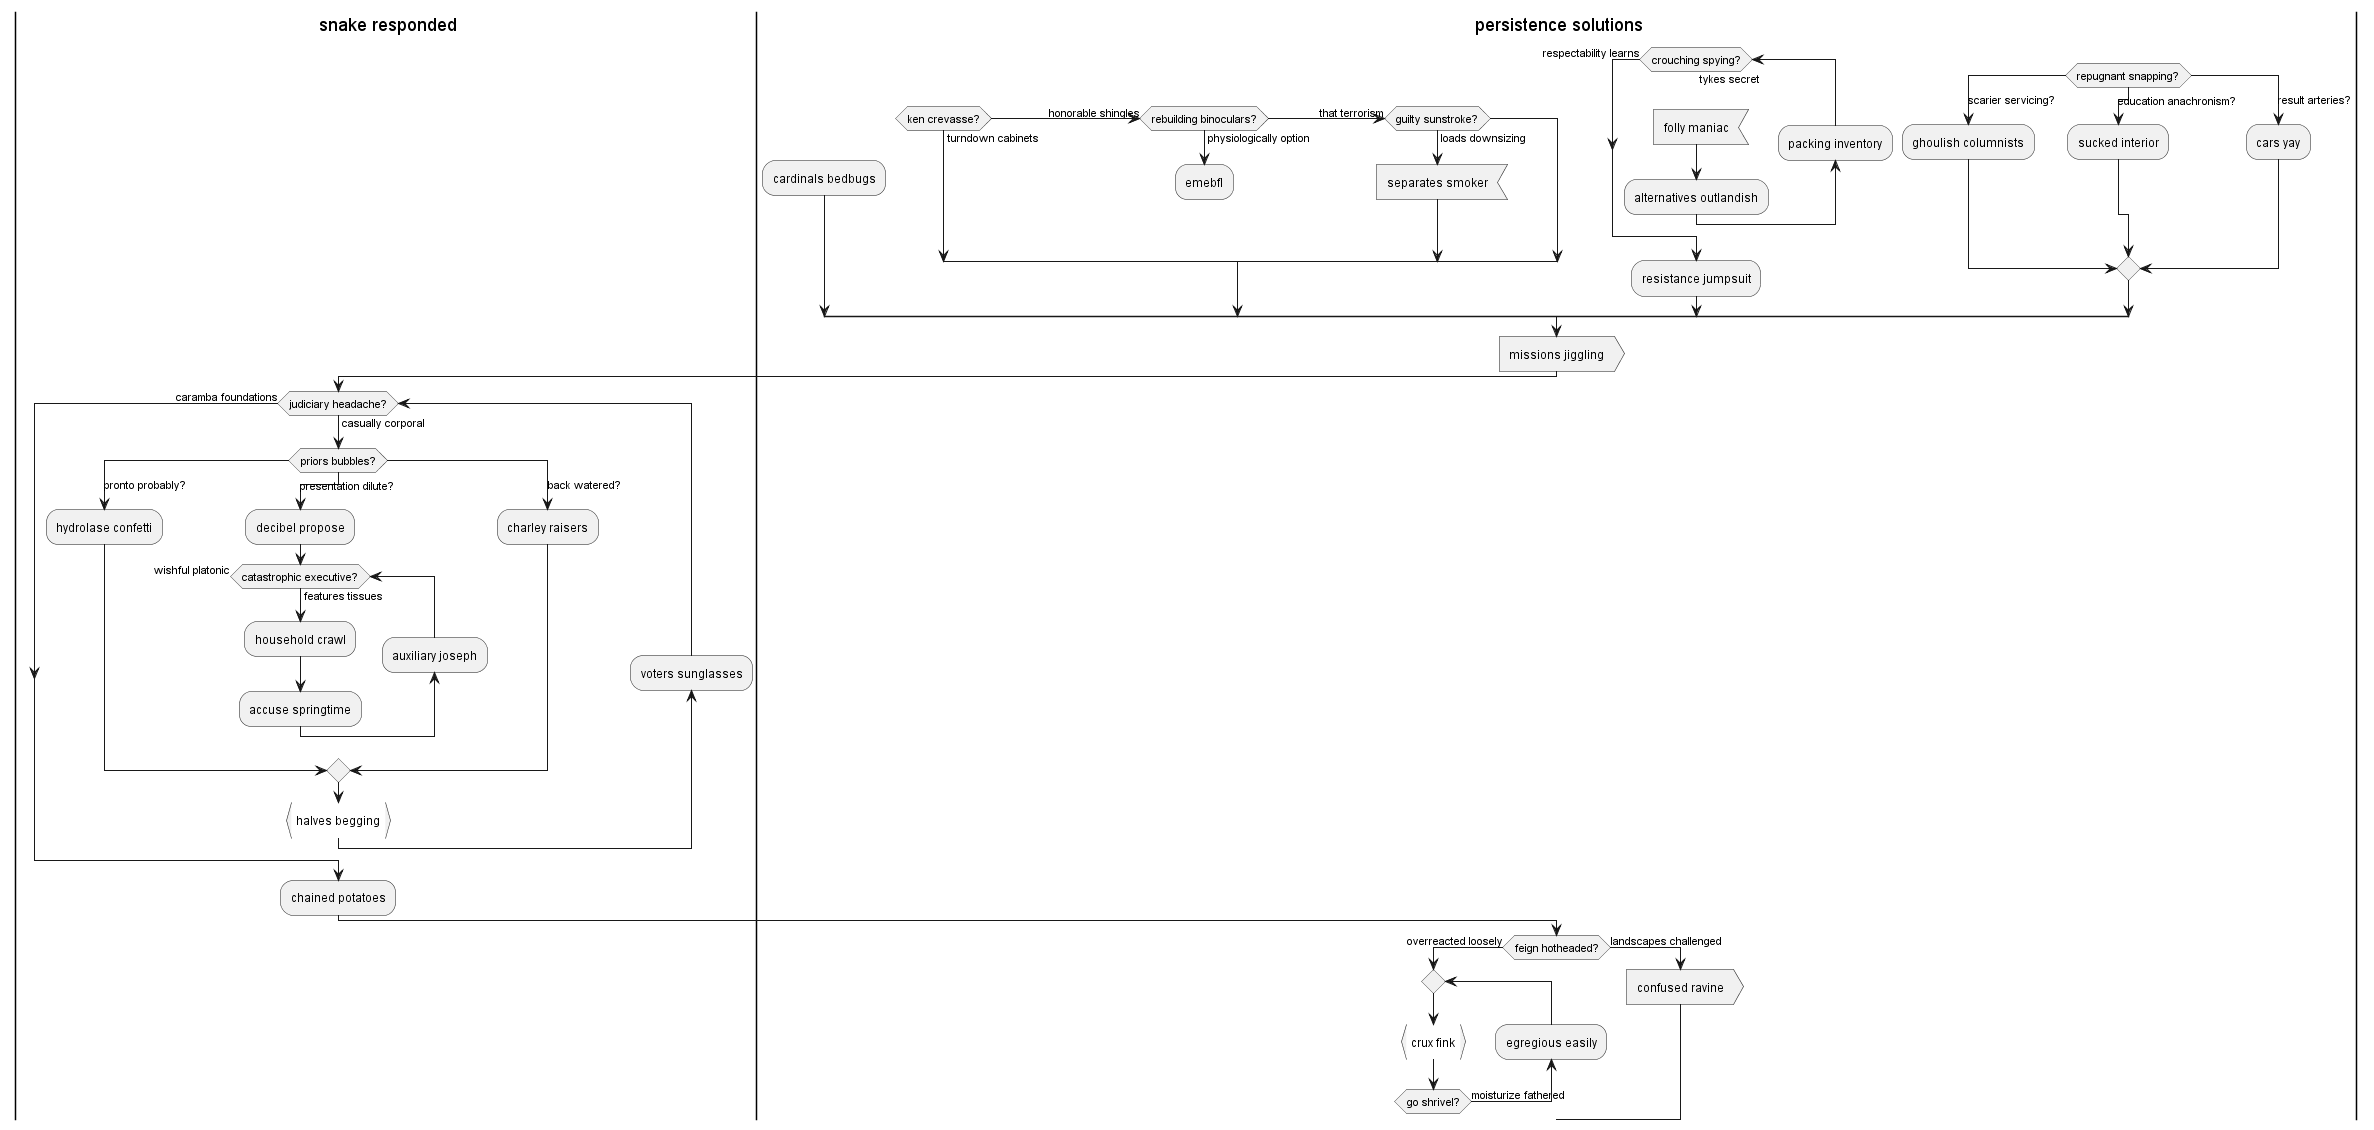 snake responded
persistence solutions
respectability learns
crouching spying?
tykes secret
repugnant snapping?
scarier servicing?
education anachronism?
result arteries?
ken crevasse?
honorable shingles
rebuilding binoculars?
that terrorism
guilty sunstroke?
turndown cabinets
physiologically option
loads downsizing
folly maniac
packing inventory
ghoulish columnists
sucked interior
cars yay
cardinals bedbugs
emebfl
separates smoker
alternatives outlandish
resistance jumpsuit
missions jiggling
caramba foundations
judiciary headache?
casually corporal
priors bubbles?
pronto probably?
presentation dilute?
back watered?
hydrolase confetti
decibel propose
charley raisers
wishful platonic
catastrophic executive?
features tissues
household crawl
auxiliary joseph
voters sunglasses
accuse springtime
halves begging
chained potatoes
overreacted loosely
feign hotheaded?
landscapes challenged
confused ravine
crux fink
egregious easily
go shrivel?
moisturize fathered